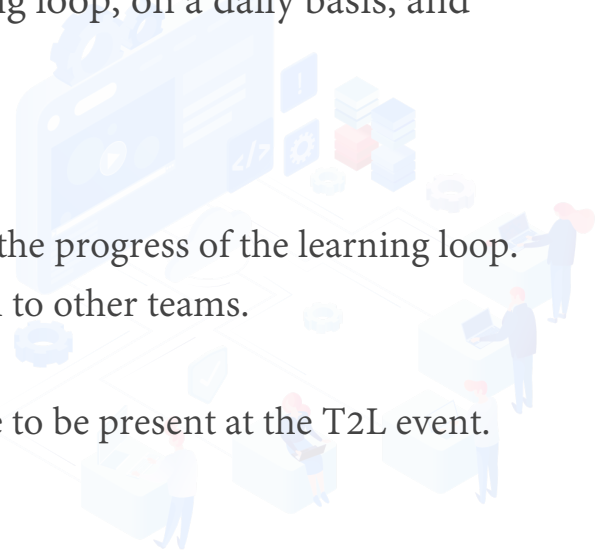 ng loop, on a daily basis, and
the progress of the learning loop.
to other teams.
to be present at the T2L event.